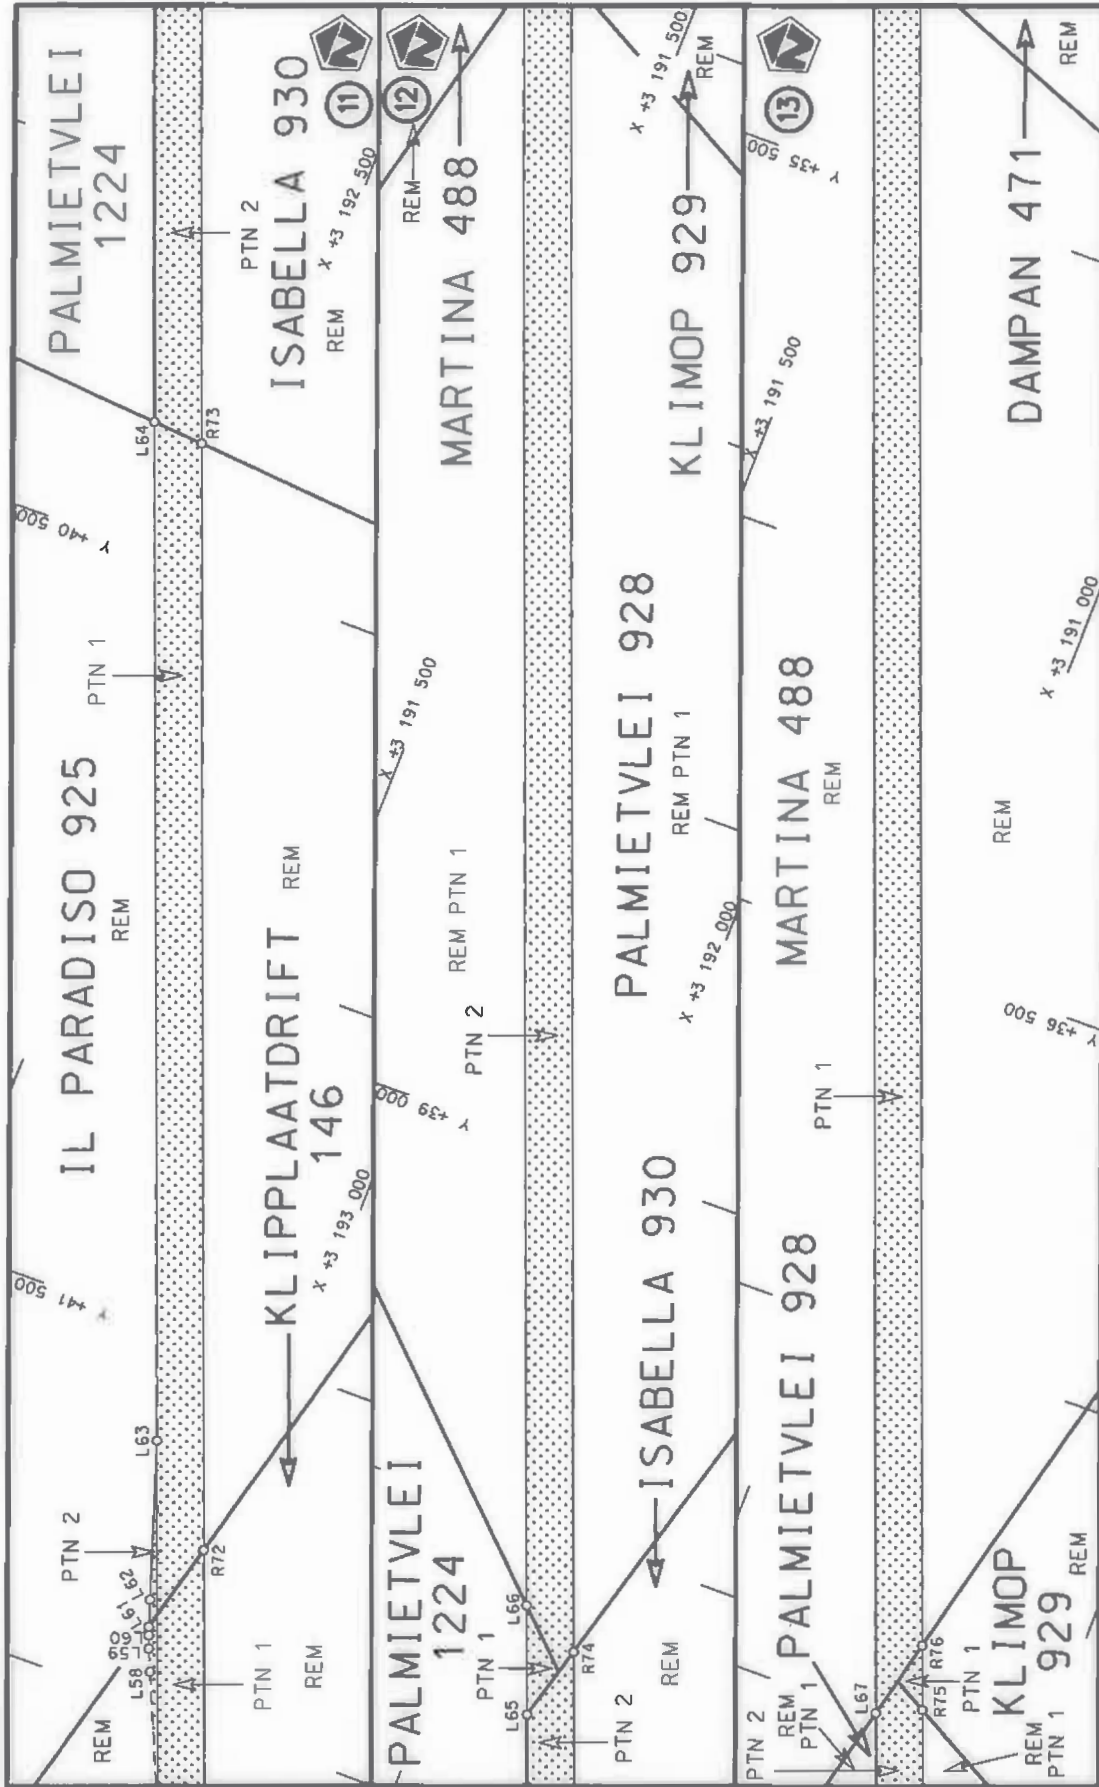 PALMIETVLEI
1224
PTN 2
ISABELLA 930
REM
X +3 192 500
11
N
L64
R73
Y +40 500
PTN 1
IL PARADISO 925
REM
KLIPPLAATDRIFT
146
REM
X +3 193 000
+41 500
L63
PTN 2
R72
L62
L61
L60
L59
L58
REM
PTN 1
REM
12
N
REM
MARTINA 488
X +3 191 500
REM
KLIMOP 929
X +3 191 500
REM PTN 1
PTN 2
PALMIETVLEI 928
REM PTN 1
Y +39 000
X +3 192 000
ISABELLA 930
PALMIETVLEI
1224
PTN 1
L66
L65
R74
PTN 2
REM
13
N
Y +35 500
X +3 191 500
DAMPAN 471
REM
MARTINA 488
REM
X +3 191 000
REM
PTN 1
Y +36 500
PALMIETVLEI 928
PTN 2
REM
PTN 1
L67
R76
R75
PTN 1
KLIMOP
929
REM
REM
PTN 1